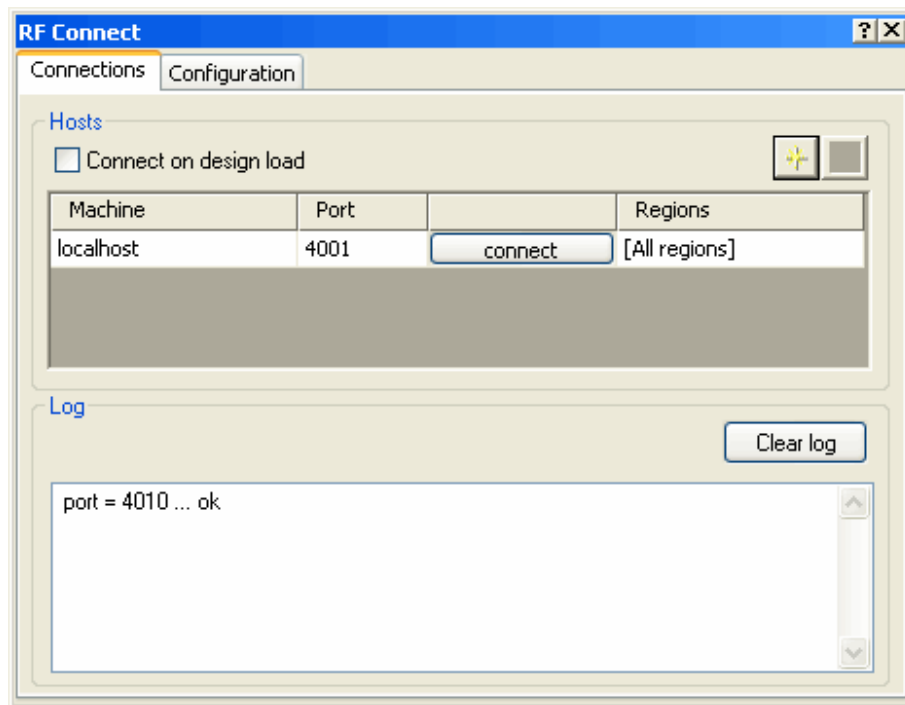 RF Connect
Connections Configuration
Hosts
Connect on design load
Machine Port Regions
localhost 4001 connect [All regions]
Log
Clear log
port = 4010 ... ok